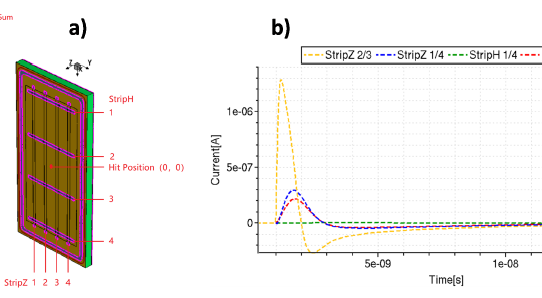 Sum
a)
Z Y
StripH
1
2
Hit Position (0, 0)
3
4
StripZ 1 2 3 4
b)
StripZ 2/3 StripZ 1/4 StripH 1/4
Current[A]
1e-06
5e-07
0
5e-09 1e-08
Time[s]